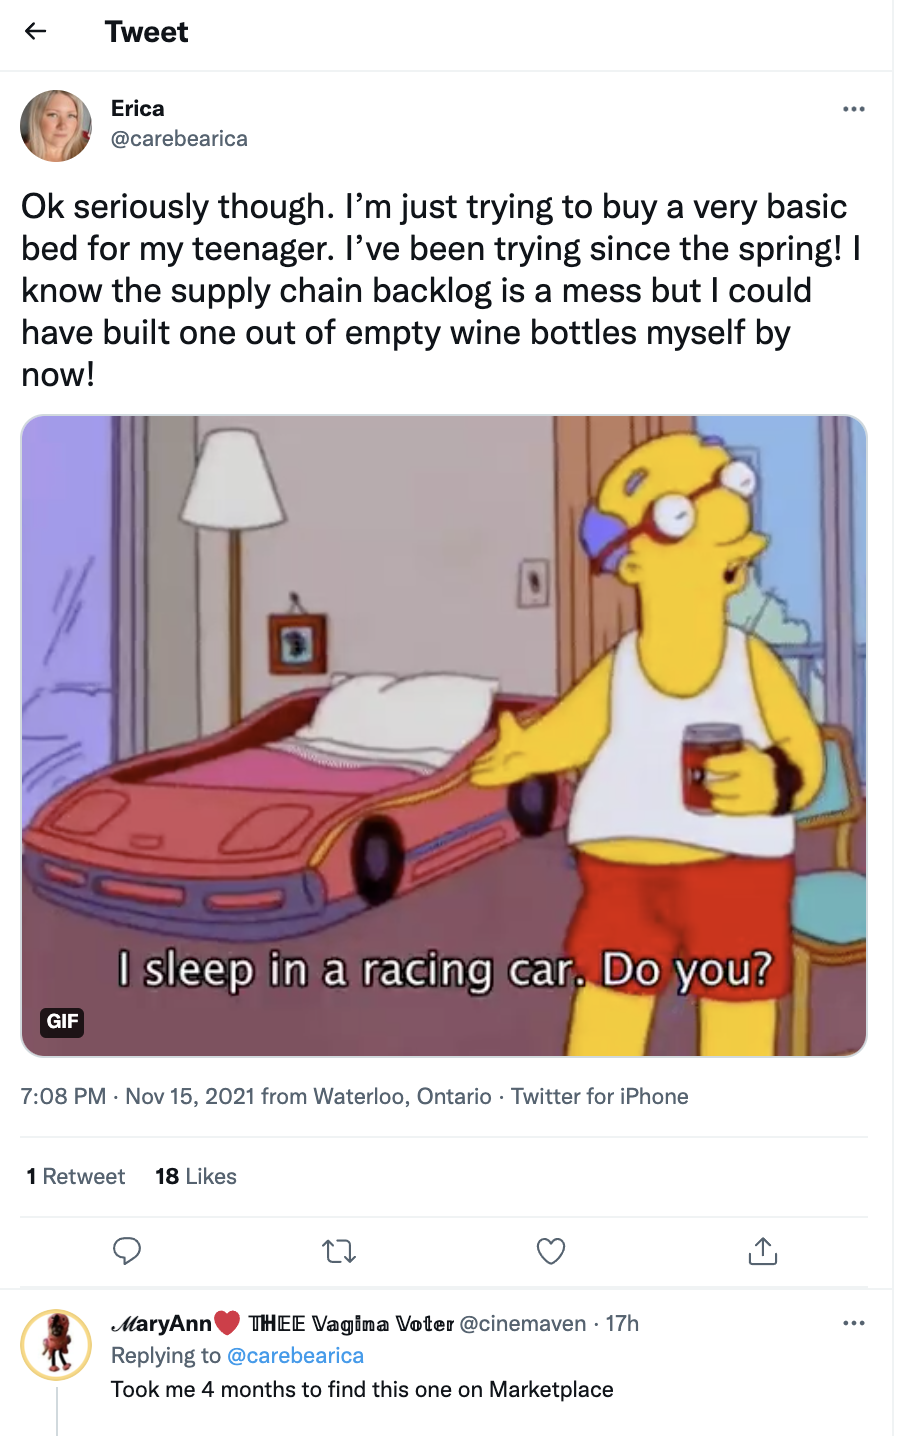 Tweet
Erica
@carebearica
Ok seriously though. I’m just trying to buy a very basic
bed for my teenager. I’ve been trying since the spring! I
know the supply chain backlog is a mess but I could
have built one out of empty wine bottles myself by
now!
I sleep in a racing car. Do you?
GIF
7:08 PM · Nov 15, 2021 from Waterloo, Ontario · Twitter for iPhone
1 Retweet 18 Likes
ℳaryAnn❤️ 𝕋ℍ𝔼𝔼 𝕍𝕒𝕘𝕚𝕟𝕒 𝕍𝕠𝕥𝕖𝕣 @cinemaven · 17h
Replying to @carebearica
Took me 4 months to find this one on Marketplace